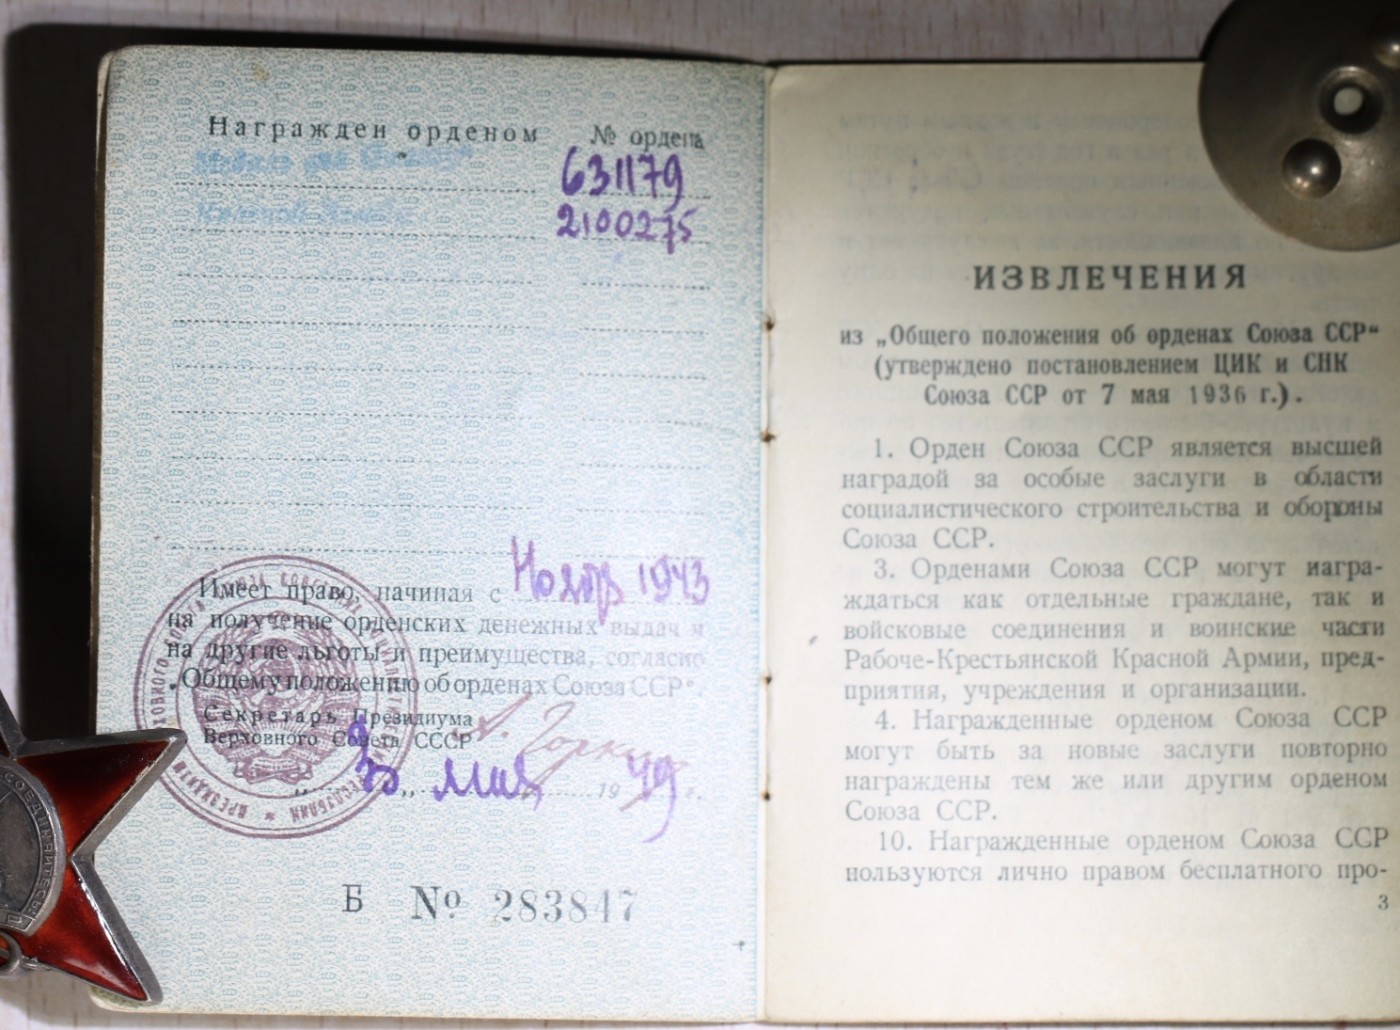 Награжден орденом № ордена
631179
2100275
Имеет право, начиная с Ноябр 1943
на получение орденских денежных выдач и
на другие льготы и преимущества, согласно
„Общему положению об орденах Союза ССР“.
Секретарь Президиума
Верховного Совета СССР А. Горкин
„ 3 „ мая 1949 г.
Б № 283847
СОЕДИНЯЙТЕСЬ
ИЗВЛЕЧЕНИЯ
из „Общего положения об орденах Союза ССР“
(утверждено постановлением ЦИК и СНК
Союза ССР от 7 мая 1936 г.).
1. Орден Союза ССР является высшей
наградой за особые заслуги в области
социалистического строительства и обороны
Союза ССР.
3. Орденами Союза ССР могут награ-
ждаться как отдельные граждане, так и
войсковые соединения и воинские части
Рабоче-Крестьянской Красной Армии, пред-
приятия, учреждения и организации.
4. Награжденные орденом Союза ССР
могут быть за новые заслуги повторно
награждены тем же или другим орденом
Союза ССР.
10. Награжденные орденом Союза ССР
пользуются лично правом бесплатного про-
3